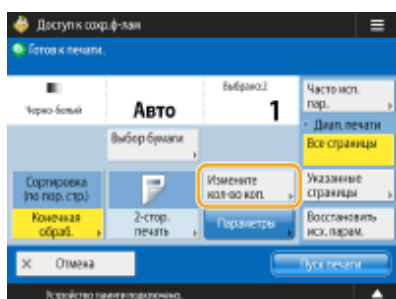 Доступ к сохр.ф-лам
Готов к печати.
Черно-белый
Авто
Выбрано:2
1
Часто исп.
пар.
Выбор бумаги
Диап. печати
Все страницы
Сортировка
(по пор. стр.)
Измените
кол-во коп.
Указанные
страницы
Конечная
обраб.
2-стор.
печать
Параметры
Восстановить
исх. парам.
× Отмена
Пуск печати
Устройство памяти подключено.